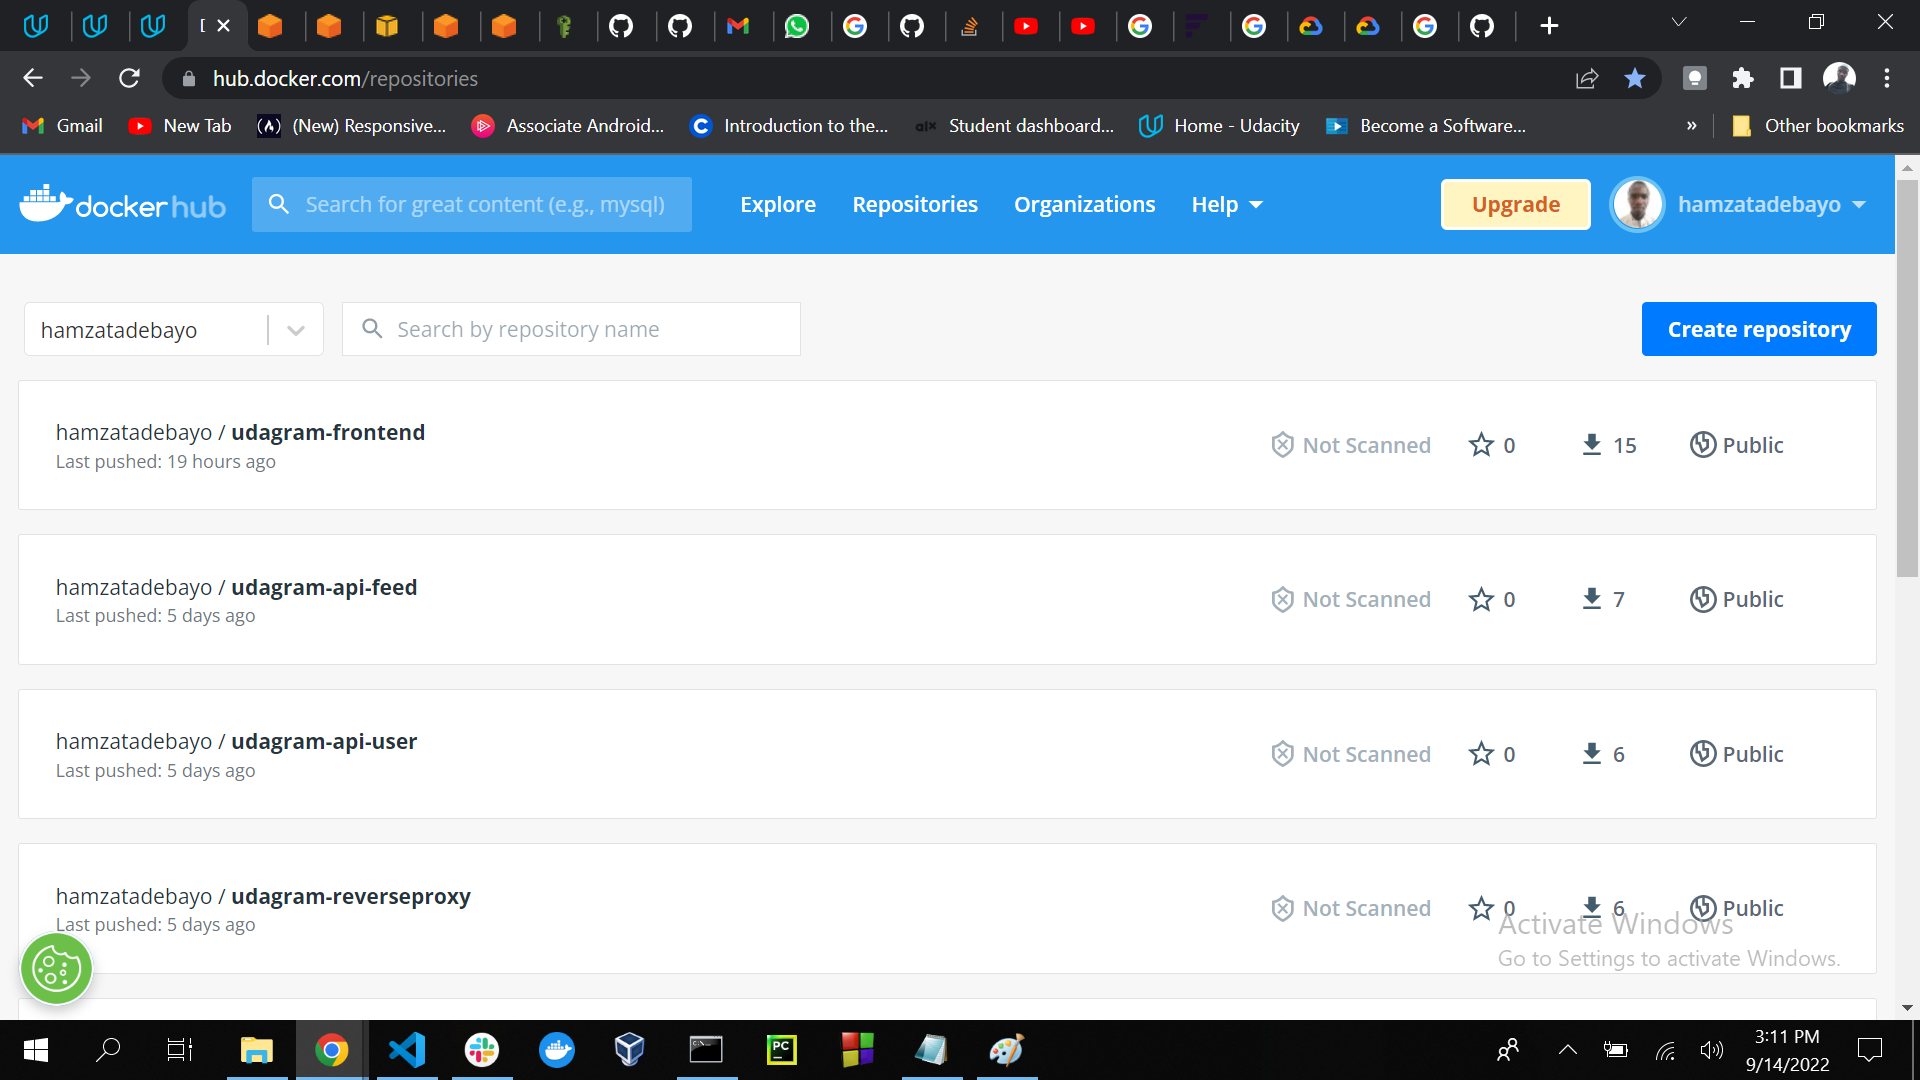 hub.docker.com/repositories
Gmail New Tab (New) Responsive... Associate Android... Introduction to the... Student dashboard... Home - Udacity Become a Software... » Other bookmarks
docker hub Search for great content (e.g., mysql) Explore Repositories Organizations Help Upgrade hamzatadebayo
hamzatadebayo Search by repository name Create repository
hamzatadebayo / udagram-frontend
Last pushed: 19 hours ago
Not Scanned 0 15 Public
hamzatadebayo / udagram-api-feed
Last pushed: 5 days ago
Not Scanned 0 7 Public
hamzatadebayo / udagram-api-user
Last pushed: 5 days ago
Not Scanned 0 6 Public
hamzatadebayo / udagram-reverseproxy
Last pushed: 5 days ago
Not Scanned 0 6 Public
Activate Windows
Go to Settings to activate Windows.
3:11 PM
9/14/2022